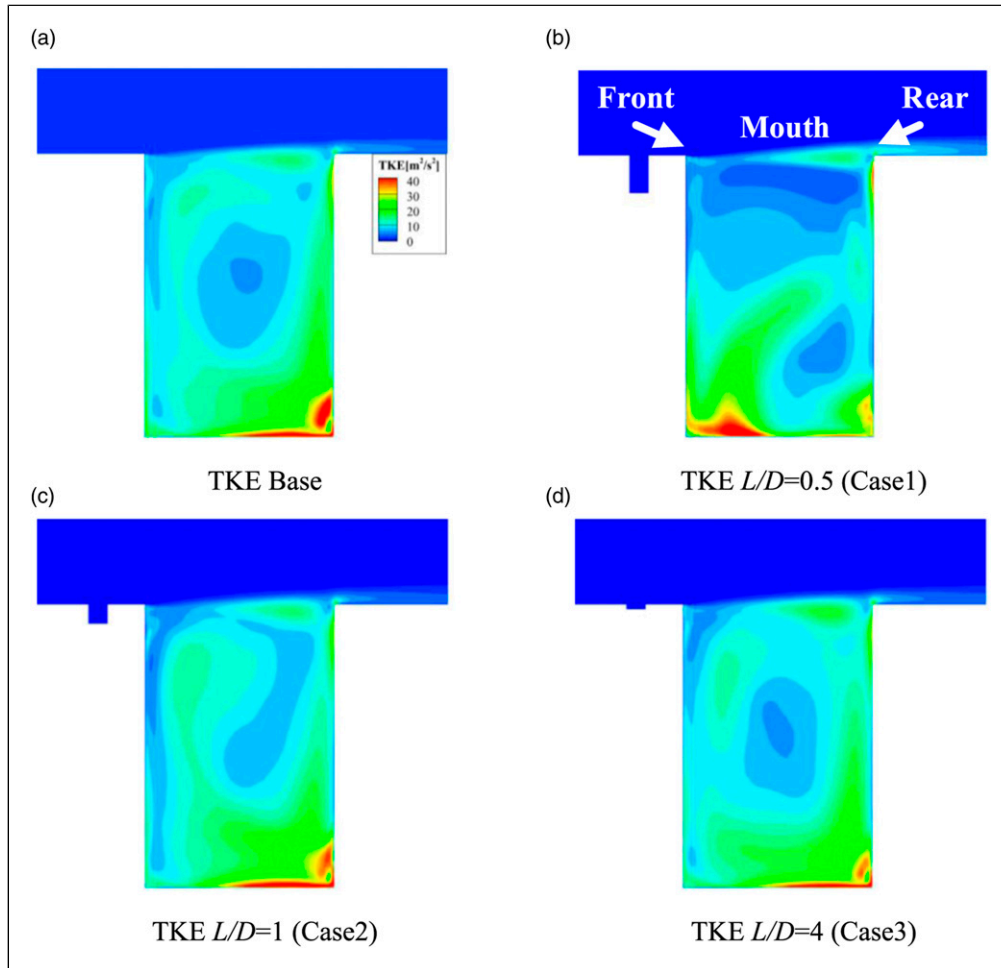 (a)
(b)
Front
Rear
Mouth
TKE[m²/s²]
40
30
20
10
0
TKE Base
TKE L/D=0.5 (Case1)
(c)
(d)
TKE L/D=1 (Case2)
TKE L/D=4 (Case3)